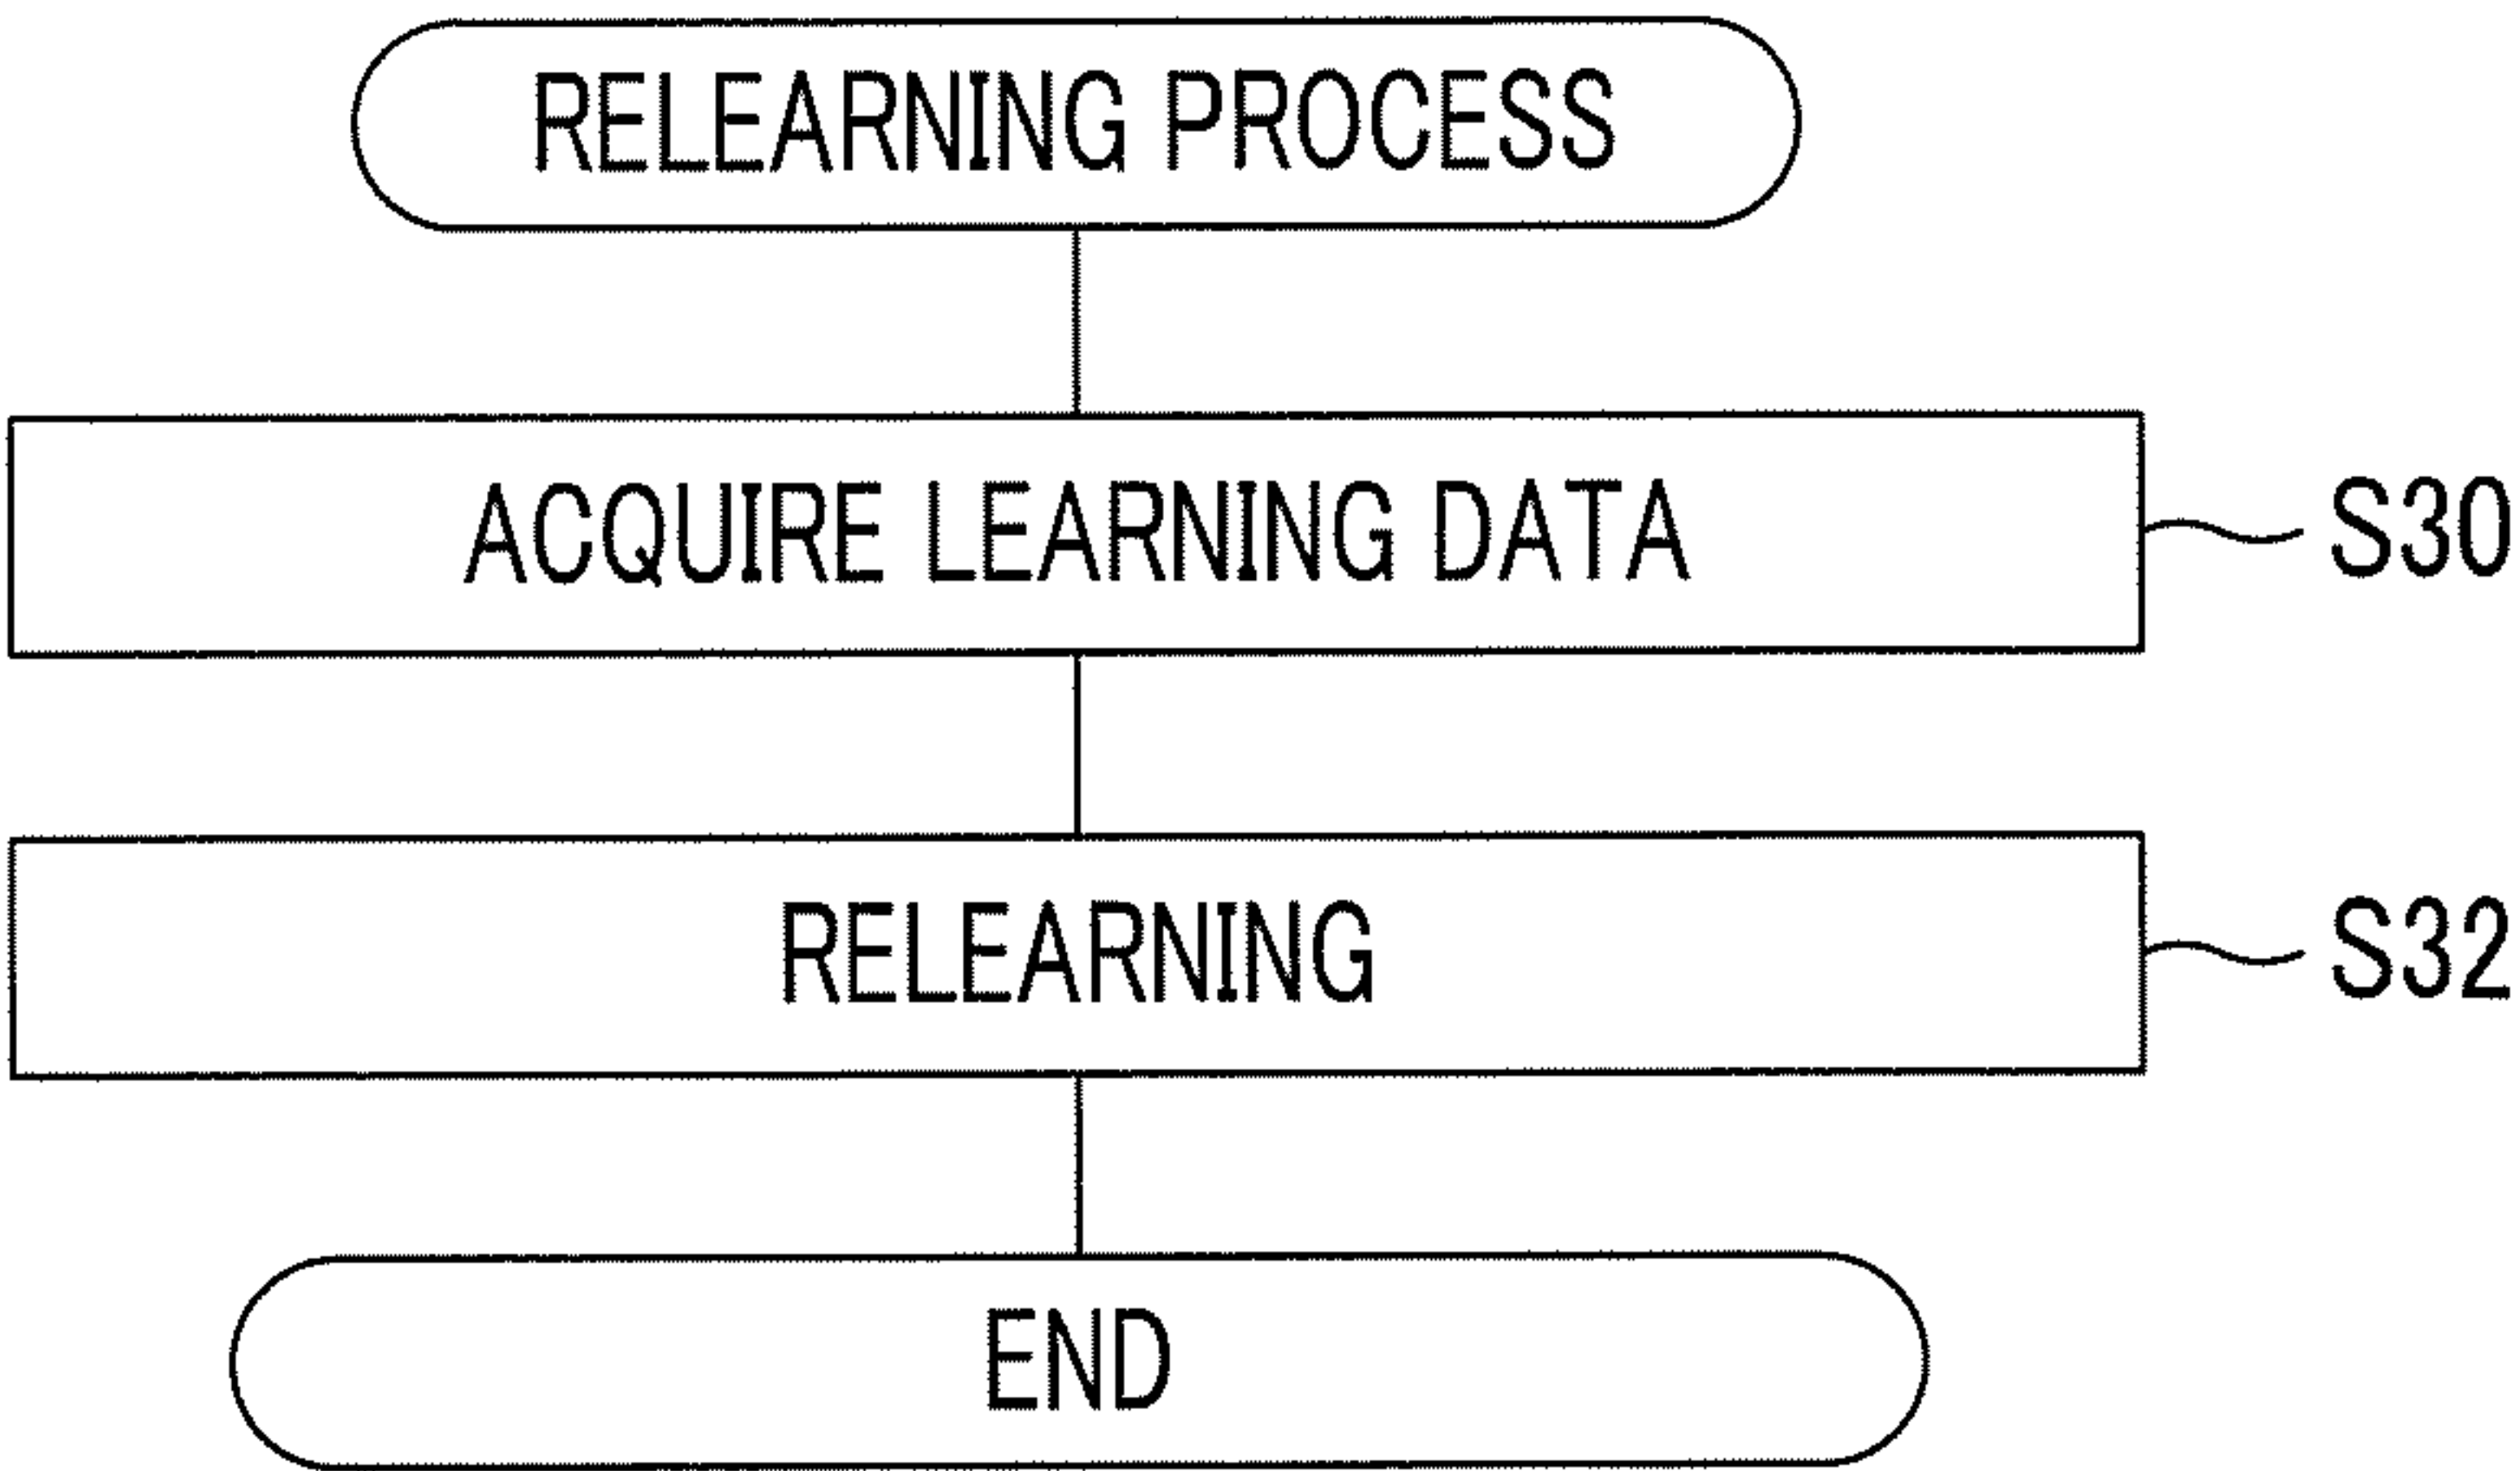 RELEARNING PROCESS
ACQUIRE LEARNING DATA
S30
RELEARNING
S32
END